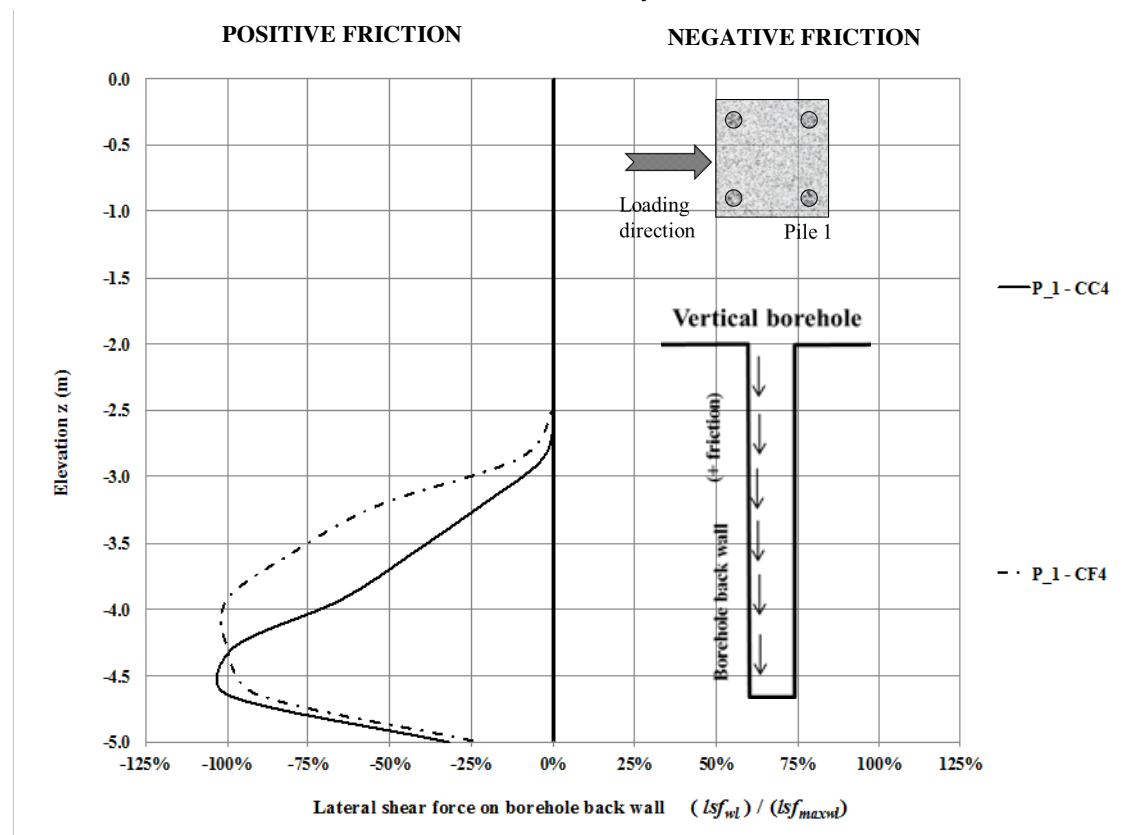 POSITIVE FRICTION
NEGATIVE FRICTION
0.0
-0.5
-1.0
-1.5
-2.0
-2.5
-3.0
-3.5
-4.0
-4.5
-5.0
Elevation z (m)
Loading
direction
Pile 1
Vertical borehole
(+ friction)
Borehole back wall
P_1 - CC4
P_1 - CF4
-125%
-100%
-75%
-50%
-25%
0%
25%
50%
75%
100%
125%
Lateral shear force on borehole back wall (lsf_wl) / (lsf_maxwl)